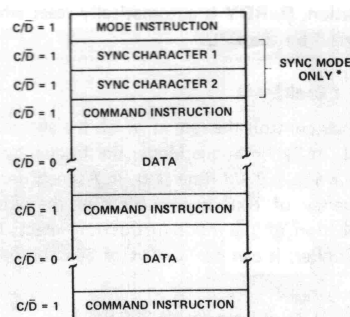 C/D̅ = 1 MODE INSTRUCTION
C/D̅ = 1 SYNC CHARACTER 1
C/D̅ = 1 SYNC CHARACTER 2
SYNC MODE
ONLY *
C/D̅ = 1 COMMAND INSTRUCTION
C/D̅ = 0 DATA
C/D̅ = 1 COMMAND INSTRUCTION
C/D̅ = 0 DATA
C/D̅ = 1 COMMAND INSTRUCTION